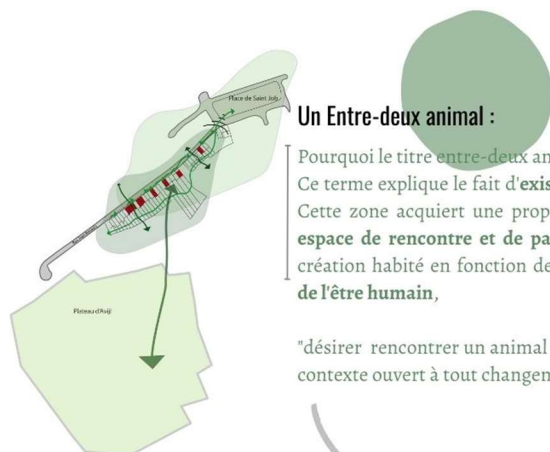 Place de Saint Job
Un Entre-deux animal :
Pourquoi le titre entre-deux an
Ce terme explique le fait d'exis
Cette zone acquiert une prop
espace de rencontre et de pa
création habité en fonction de
de l'être humain,
Plateau d'Avijl
"désirer rencontrer un animal
contexte ouvert à tout changen